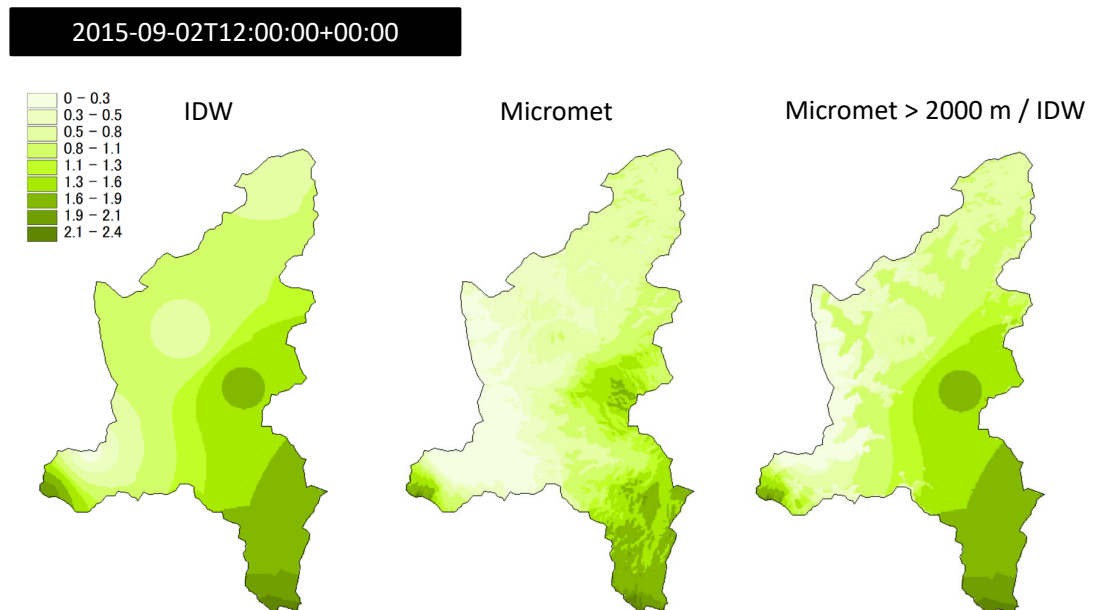 2015-09-02T12:00:00+00:00
IDW
Micromet
Micromet > 2000 m / IDW
0 – 0.3
0.3 – 0.5
0.5 – 0.8
0.8 – 1.1
1.1 – 1.3
1.3 – 1.6
1.6 – 1.9
1.9 – 2.1
2.1 – 2.4